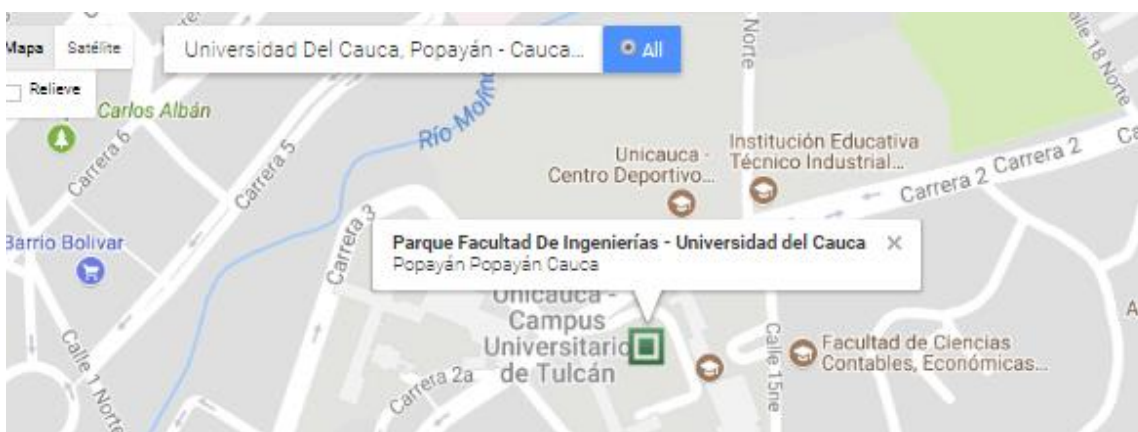 Mapa
Satélite
Universidad Del Cauca, Popayán - Cauca...
All
Relieve
Carlos Albán
Río Molino
Norte
alle 18 Norte
Carrera 6
Carrera 5
Unicauca -
Centro Deportivo...
Institución Educativa
Técnico Industrial...
Carrera 2
Carrera 2
Ca
Barrio Bolivar
Carrera 3
Parque Facultad De Ingenierías - Universidad del Cauca
Popayán Popayán Cauca
Unicauca -
Campus
Universitario
de Tulcán
Calle 1 Norte
Carrera 2a
Calle 15ne
Facultad de Ciencias
Contables, Económicas...
A